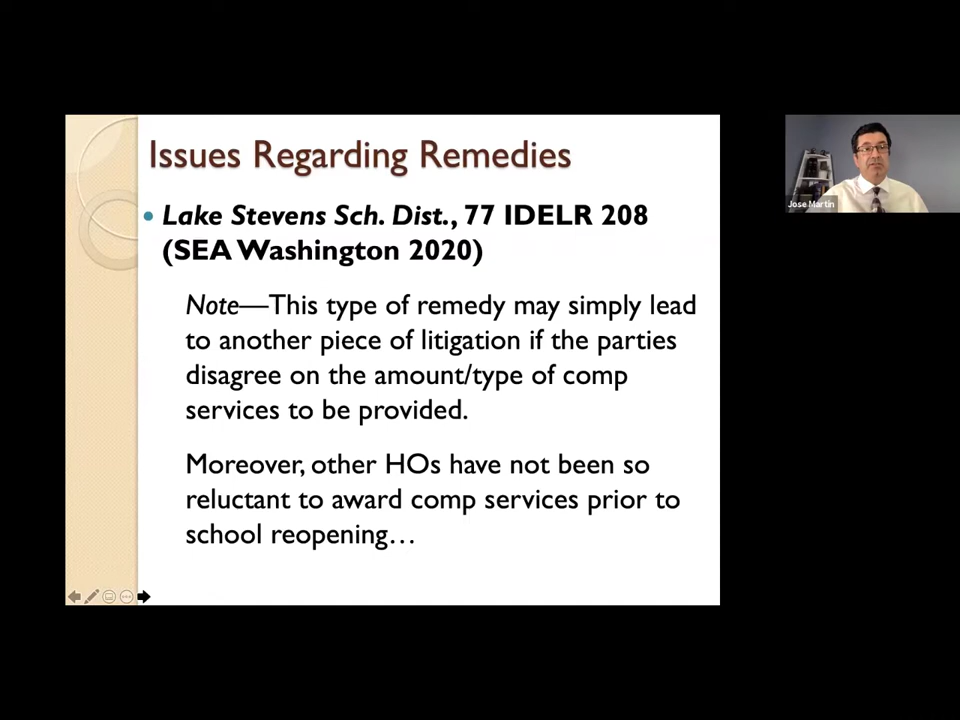 Issues Regarding Remedies
Lake Stevens Sch. Dist., 77 IDELR 208
(SEA Washington 2020)
Note—This type of remedy may simply lead
to another piece of litigation if the parties
disagree on the amount/type of comp
services to be provided.
Moreover, other HOs have not been so
reluctant to award comp services prior to
school reopening…
Jose Martin